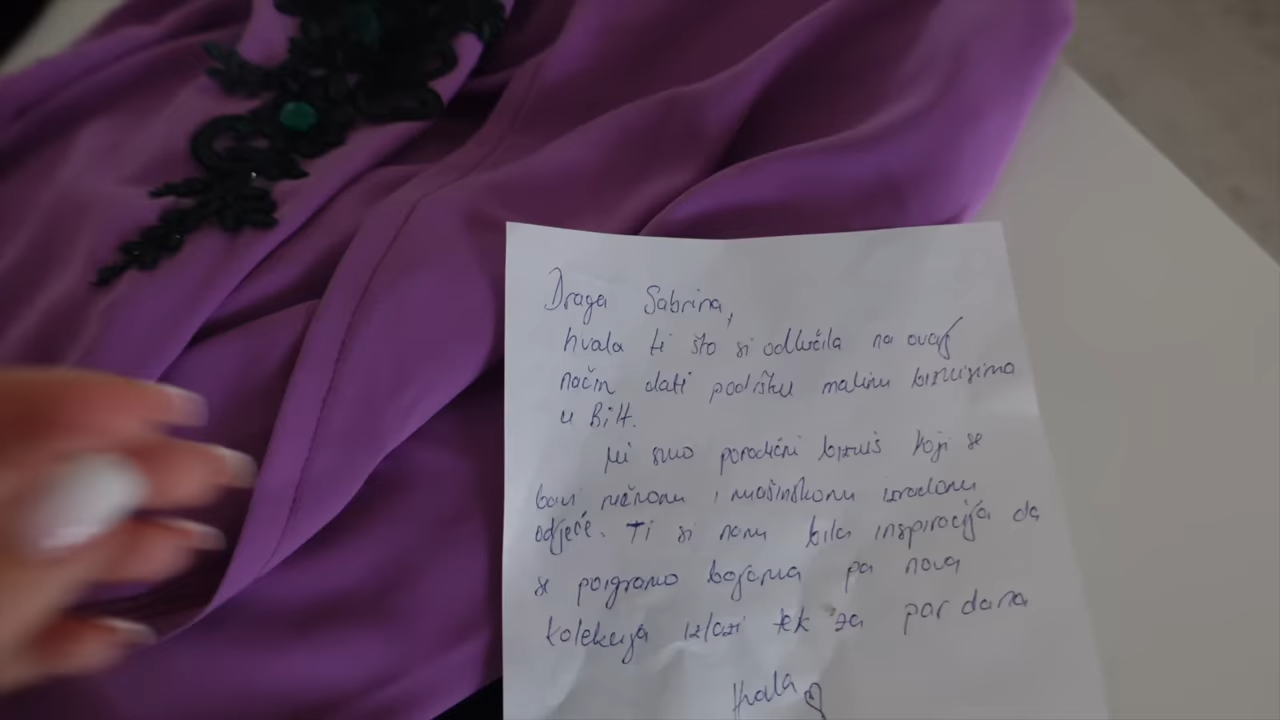 Draga Sabrina,
hvala ti što si odlučila na ovaj
način dati podršku malim biznisima
u BiH.
Mi smo porodični biznis koji se
bavi ručnom i mašinskom izradom
odjeće. Ti si nam bila inspiracija da
se poigramo bojama pa nova
kolekcija izlazi tek za par dana
Hvala